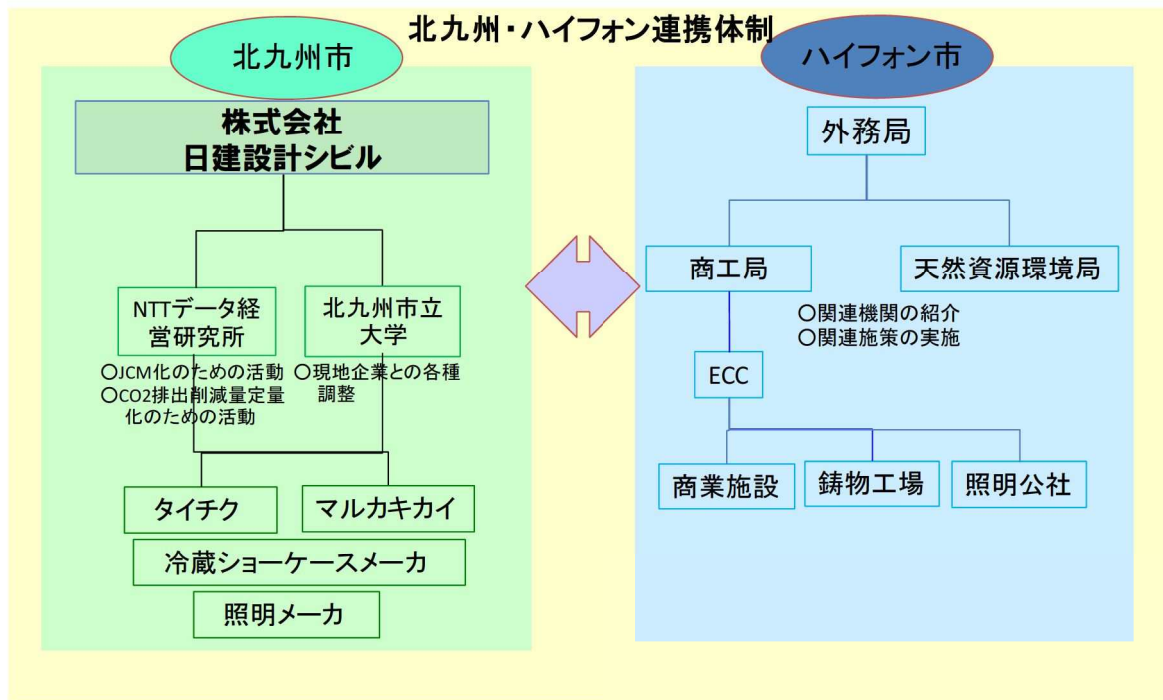 北九州・ハイフォン連携体制
北九州市
株式会社
日建設計シビル
NTTデータ経
営研究所
〇JCM化のための活動
〇CO2排出削減量定量
化のための活動
北九州市立
大学
〇現地企業との各種
調整
タイチク
マルカキカイ
冷蔵ショーケースメーカ
照明メーカ
ハイフォン市
外務局
商工局
天然資源環境局
〇関連機関の紹介
〇関連施策の実施
ECC
商業施設
鋳物工場
照明公社